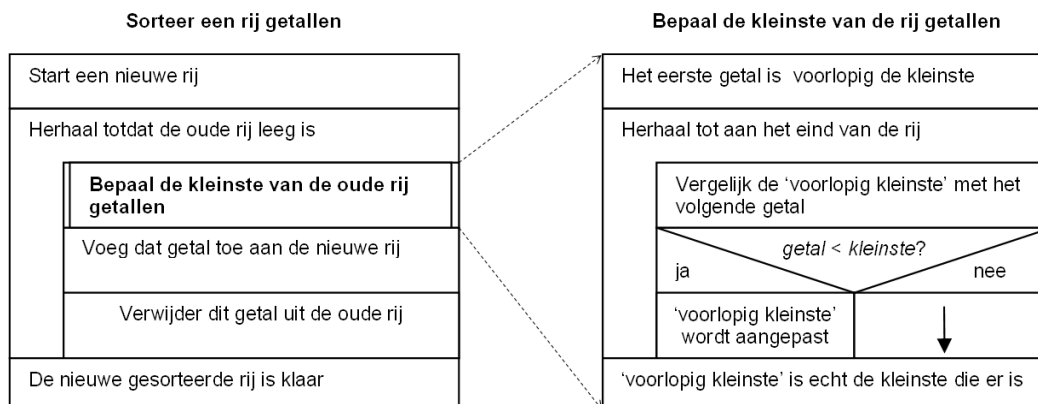 Sorteer een rij getallen
Start een nieuwe rij
Herhaal totdat de oude rij leeg is
Bepaal de kleinste van de oude rij
getallen
Voeg dat getal toe aan de nieuwe rij
Verwijder dit getal uit de oude rij
De nieuwe gesorteerde rij is klaar
Bepaal de kleinste van de rij getallen
Het eerste getal is voorlopig de kleinste
Herhaal tot aan het eind van de rij
Vergelijk de ‘voorlopig kleinste’ met het
volgende getal
getal < kleinste?
ja
nee
‘voorlopig kleinste’
wordt aangepast
‘voorlopig kleinste’ is echt de kleinste die er is